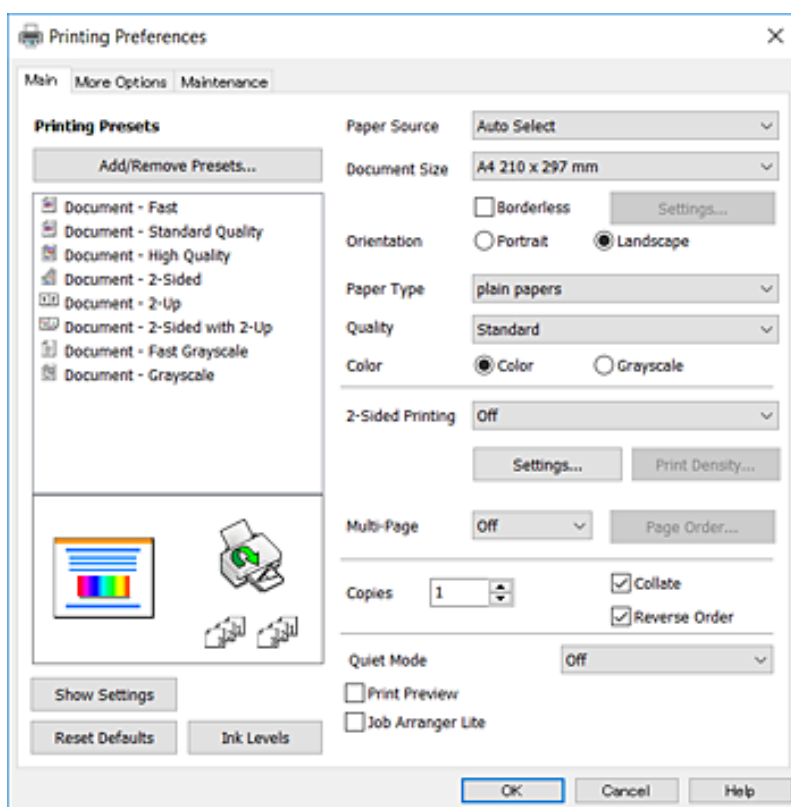 Printing Preferences
Main More Options Maintenance
Printing Presets
Add/Remove Presets...
Document - Fast
Document - Standard Quality
Document - High Quality
Document - 2-Sided
Document - 2-Up
Document - 2-Sided with 2-Up
Document - Fast Grayscale
Document - Grayscale
Show Settings
Reset Defaults Ink Levels
Paper Source Auto Select
Document Size A4 210 x 297 mm
Borderless Settings...
Orientation Portrait Landscape
Paper Type plain papers
Quality Standard
Color Color Grayscale
2-Sided Printing Off
Settings... Print Density...
Multi-Page Off Page Order...
Copies 1 Collate
Reverse Order
Quiet Mode Off
Print Preview
Job Arranger Lite
OK Cancel Help